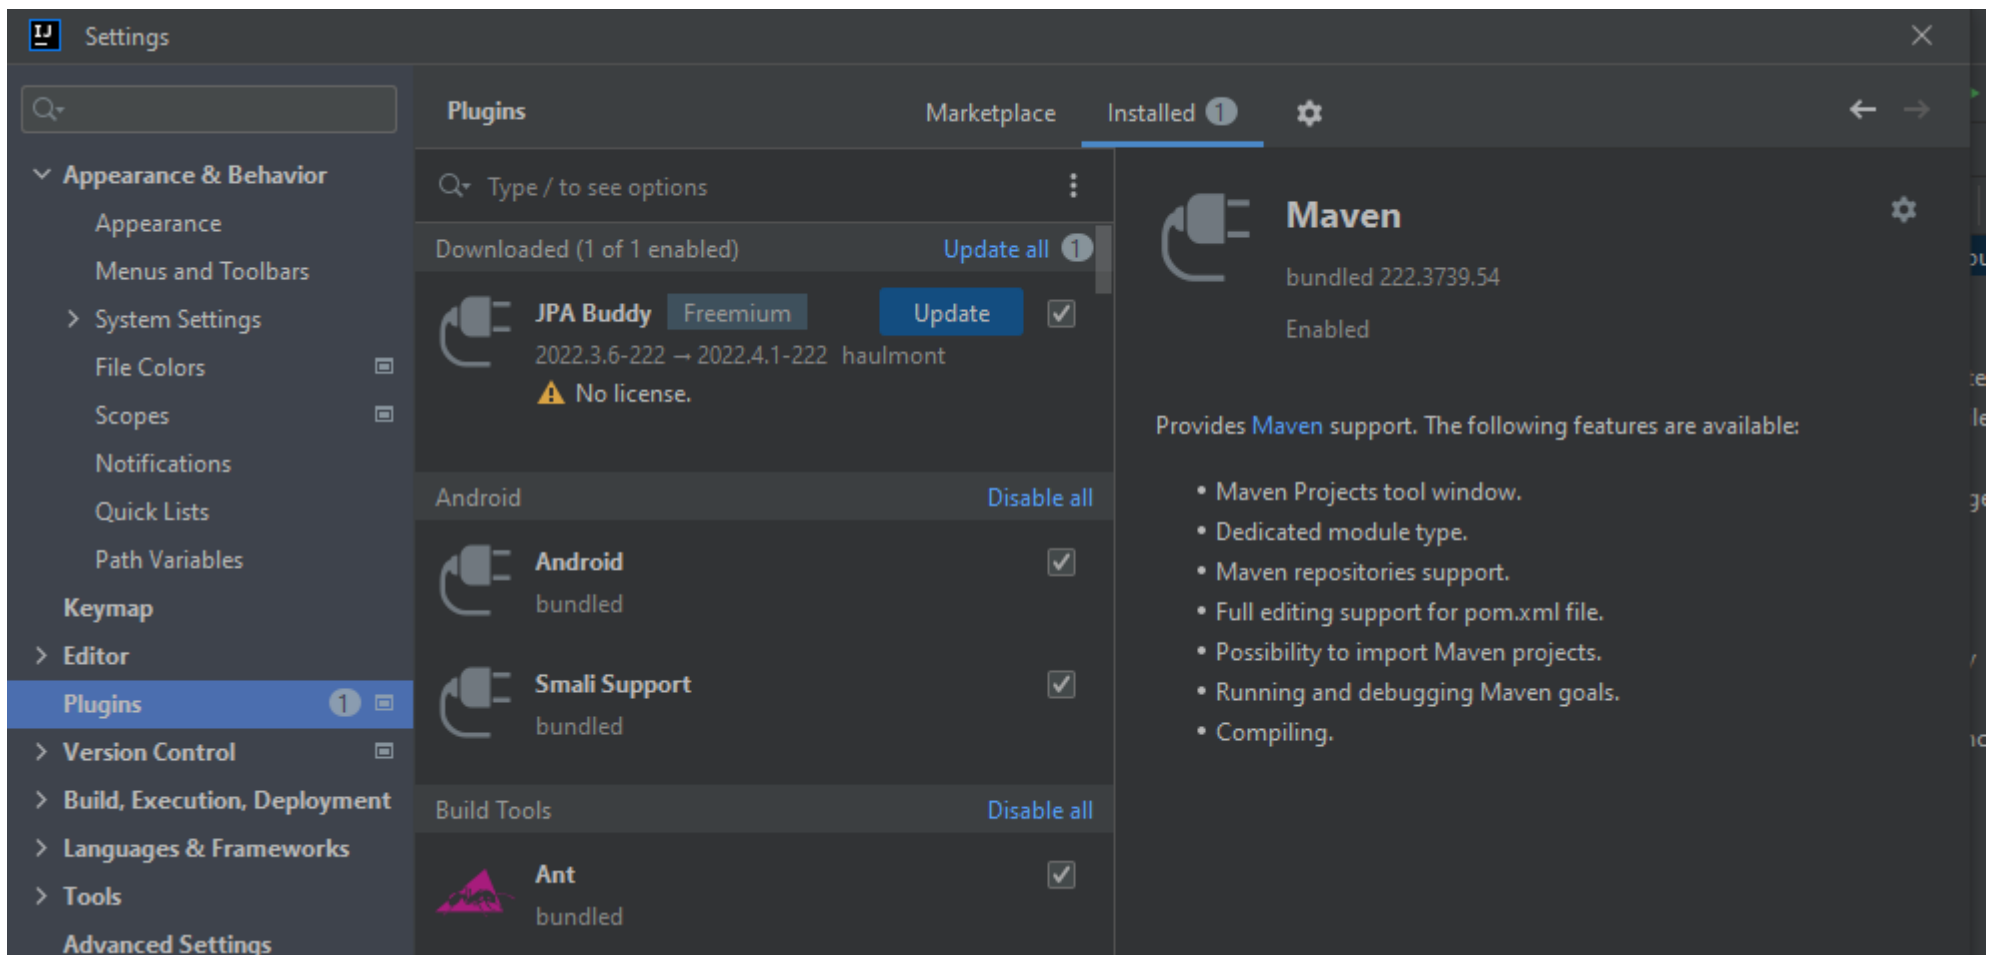 IJ Settings
Plugins Marketplace Installed 1
Appearance & Behavior
Appearance
Menus and Toolbars
System Settings
File Colors
Scopes
Notifications
Quick Lists
Path Variables
Keymap
Editor
Plugins 1
Version Control
Build, Execution, Deployment
Languages & Frameworks
Tools
Advanced Settings
Type / to see options
Downloaded (1 of 1 enabled) Update all 1
JPA Buddy Freemium Update
2022.3.6-222 → 2022.4.1-222 haulmont
No license.
Android Disable all
Android
bundled
Smali Support
bundled
Build Tools Disable all
Ant
bundled
Maven
bundled 222.3739.54
Enabled
Provides Maven support. The following features are available:
• Maven Projects tool window.
• Dedicated module type.
• Maven repositories support.
• Full editing support for pom.xml file.
• Possibility to import Maven projects.
• Running and debugging Maven goals.
• Compiling.